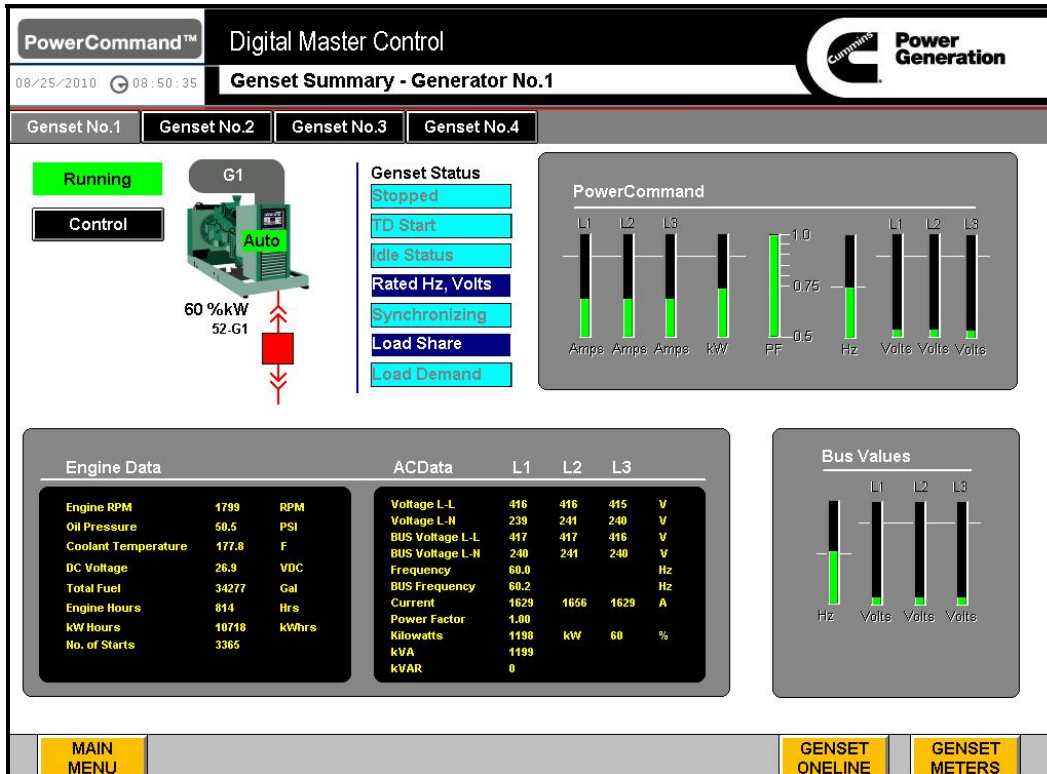 PowerCommand™
Digital Master Control
Cummins
Power
Generation
08/25/2010 08:50:35
Genset Summary - Generator No.1
Genset No.1 Genset No.2 Genset No.3 Genset No.4
Running
Control
G1
Auto
60 %kW
52-G1
Genset Status
Stopped
TD Start
Idle Status
Rated Hz, Volts
Synchronizing
Load Share
Load Demand
PowerCommand
L1 L2 L3 L1 L2 L3
1.0
0.75
0.5
Amps Amps Amps kW PF Hz Volts Volts Volts
Engine Data
Engine RPM 1799 RPM
Oil Pressure 50.5 PSI
Coolant Temperature 177.8 F
DC Voltage 26.9 VDC
Total Fuel 34277 Gal
Engine Hours 814 Hrs
kW Hours 10718 kWhrs
No. of Starts 3365
ACData L1 L2 L3
Voltage L-L 416 416 415 V
Voltage L-N 239 241 240 V
BUS Voltage L-L 417 417 416 V
BUS Voltage L-N 240 241 240 V
Frequency 60.0 Hz
BUS Frequency 60.2 Hz
Current 1629 1656 1629 A
Power Factor 1.00
Kilowatts 1198 kW 60 %
kVA 1199
kVAR 0
Bus Values
L1 L2 L3
Hz Volts Volts Volts
MAIN
MENU
GENSET
ONELINE
GENSET
METERS